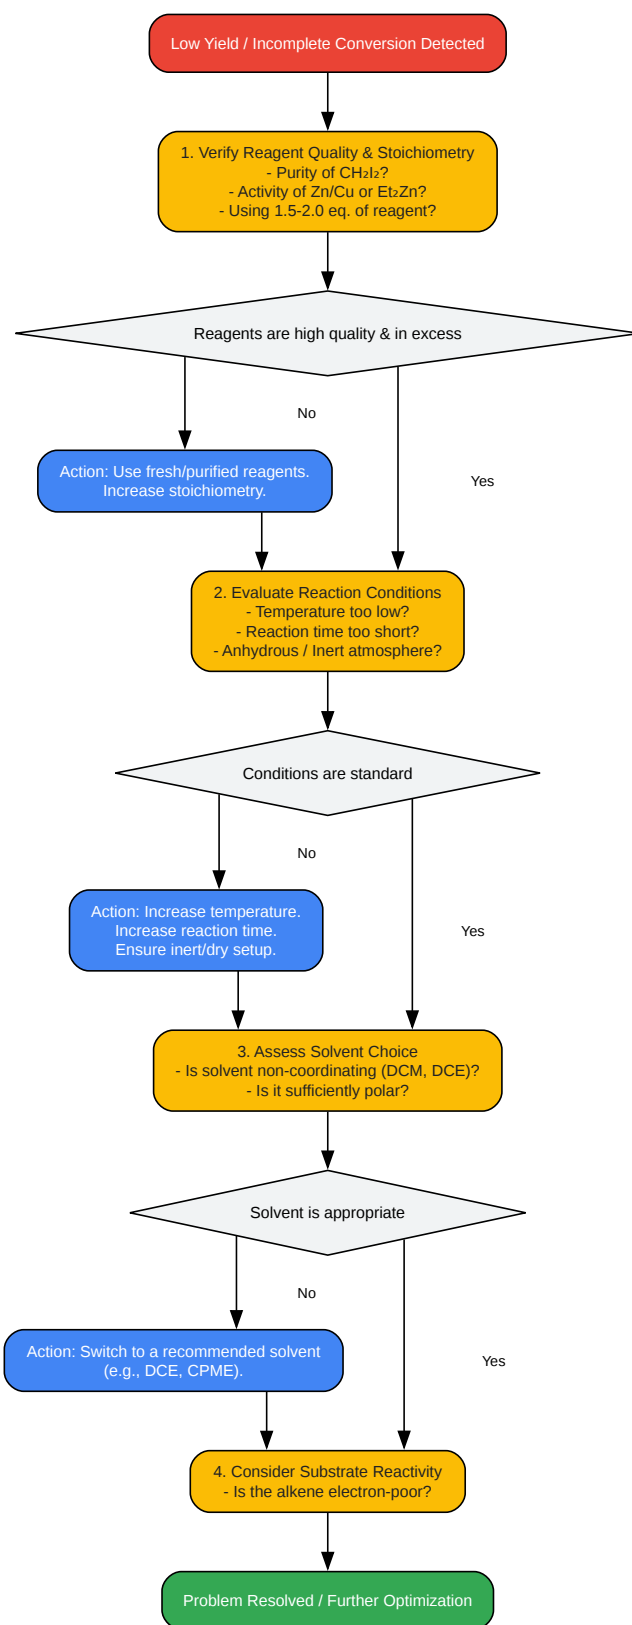 Low Yield / Incomplete Conversion Detected
1. Verify Reagent Quality & Stoichiometry
- Purity of CH₂I₂?
- Activity of Zn/Cu or Et₂Zn?
- Using 1.5-2.0 eq. of reagent?
Reagents are high quality & in excess
No
Action: Use fresh/purified reagents.
Increase stoichiometry.
Yes
2. Evaluate Reaction Conditions
- Temperature too low?
- Reaction time too short?
- Anhydrous / Inert atmosphere?
Conditions are standard
No
Action: Increase temperature.
Increase reaction time.
Ensure inert/dry setup.
Yes
3. Assess Solvent Choice
- Is solvent non-coordinating (DCM, DCE)?
- Is it sufficiently polar?
Solvent is appropriate
No
Action: Switch to a recommended solvent
(e.g., DCE, CPME).
Yes
4. Consider Substrate Reactivity
- Is the alkene electron-poor?
Problem Resolved / Further Optimization